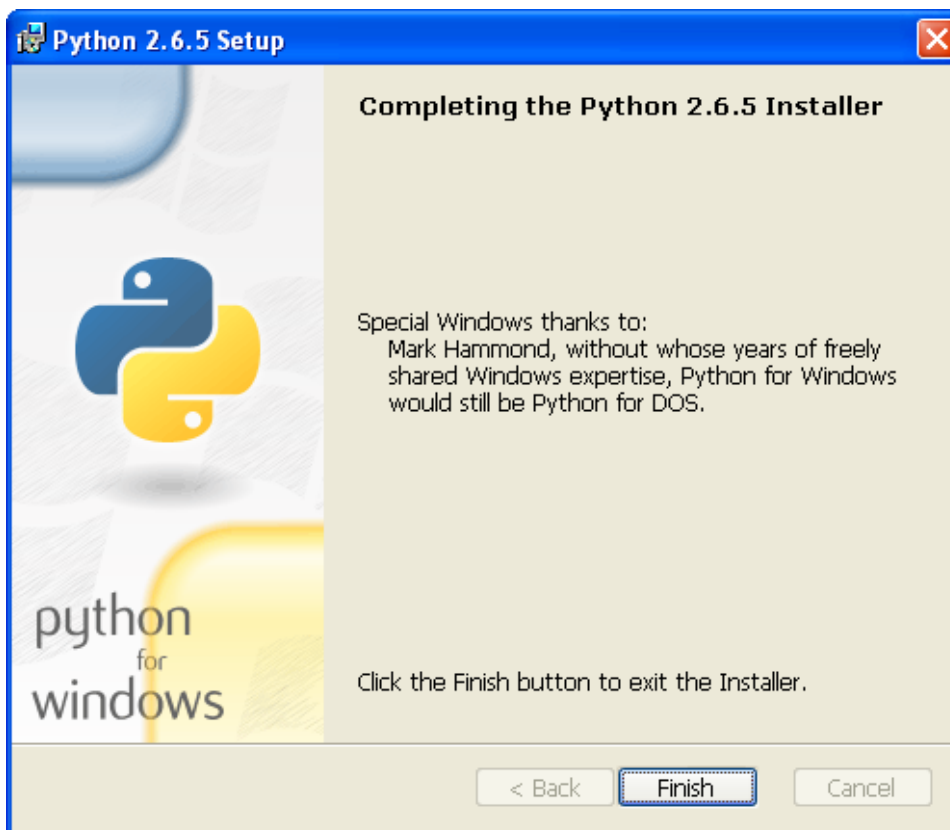 Python 2.6.5 Setup
Completing the Python 2.6.5 Installer
Special Windows thanks to:
Mark Hammond, without whose years of freely
shared Windows expertise, Python for Windows
would still be Python for DOS.
python
for
windows
Click the Finish button to exit the Installer.
< Back
Finish
Cancel